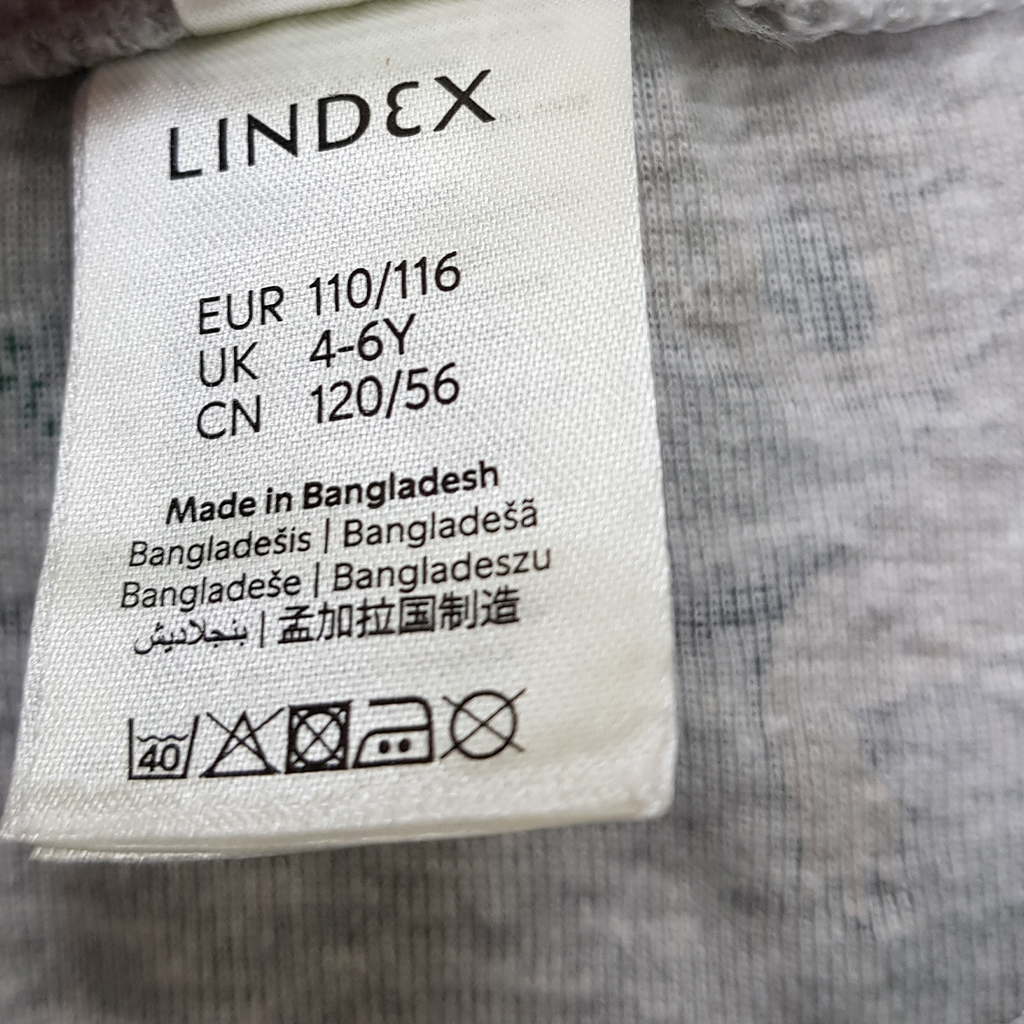 LINDEX
EUR 110/116
UK 4-6Y
CN 120/56
Made in Bangladesh
Bangladešis | Bangladešā
Bangladeše | Bangladeszu
بنجلاديش | 孟加拉国制造
40